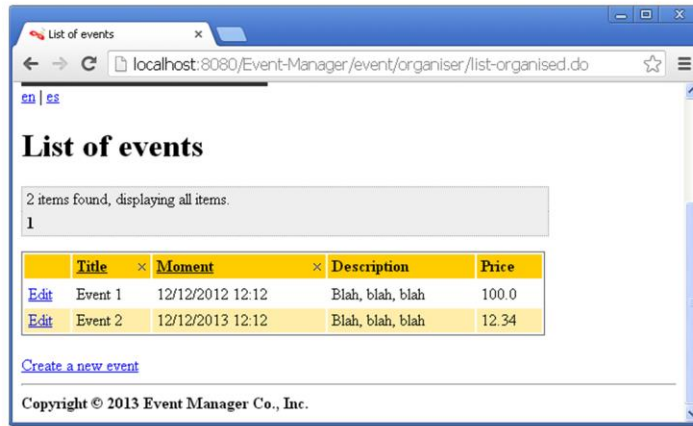 List of events
localhost:8080/Event-Manager/event/organiser/list-organised.do
en | es
List of events
2 items found, displaying all items.
1
Title Moment Description Price
Edit Event 1 12/12/2012 12:12 Blah, blah, blah 100.0
Edit Event 2 12/12/2013 12:12 Blah, blah, blah 12.34
Create a new event
Copyright © 2013 Event Manager Co., Inc.